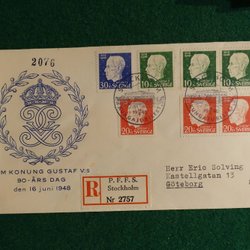 2076
M KONUNG GUSTAF V:s
90-ÅRS DAG
den 16 juni 1948
30 ÖRE SVERIGE
10 ÖRE SVERIGE
10 ÖRE SVERIGE
10 ÖRE SVERIGE
20 ÖRE SVERIGE
20 ÖRE SVERIGE
20 ÖRE SVERIGE
R
P. F. F. S.
Stockholm
Nr 2757
Herr Eric Solving
Kastellgatan 13
Göteborg